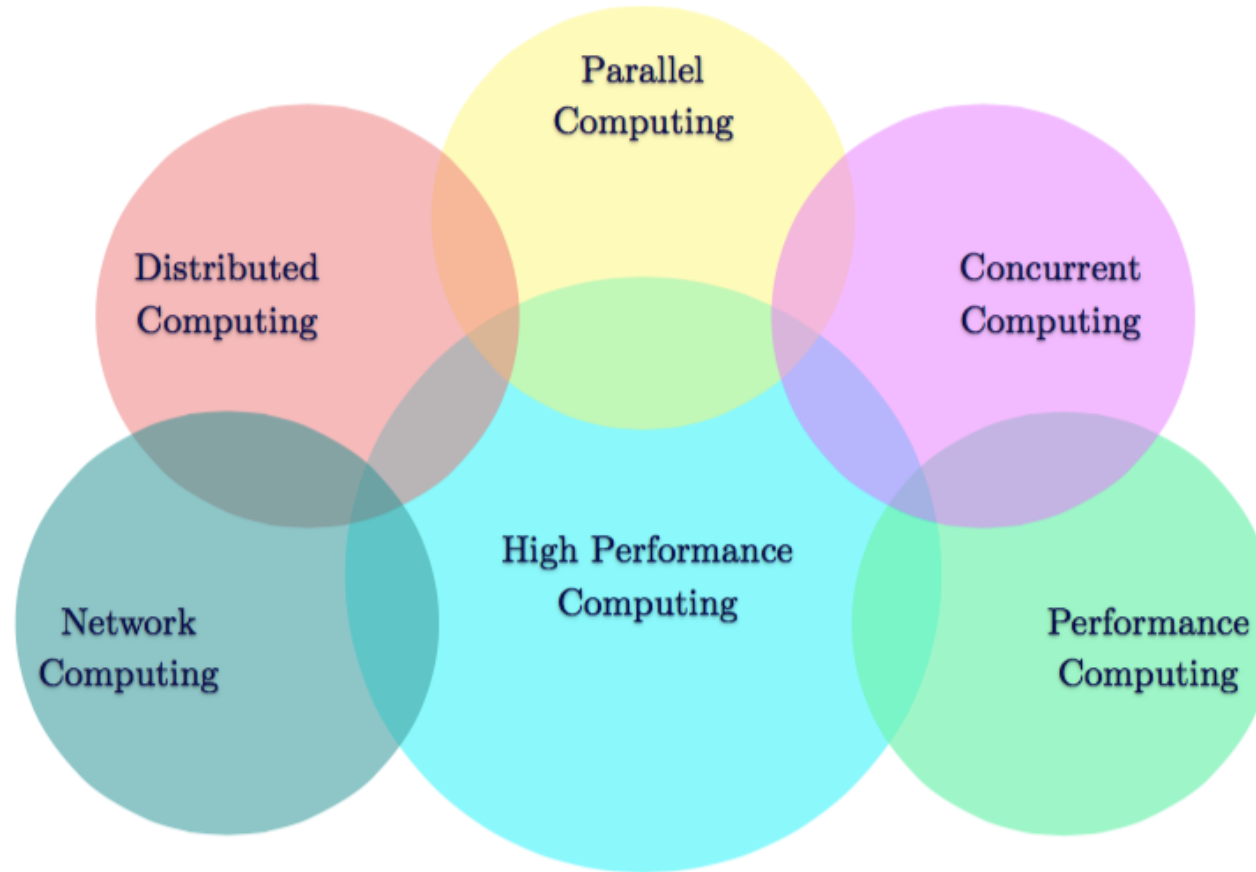 Parallel
Computing
Distributed
Computing
Concurrent
Computing
High Performance
Computing
Network
Computing
Performance
Computing